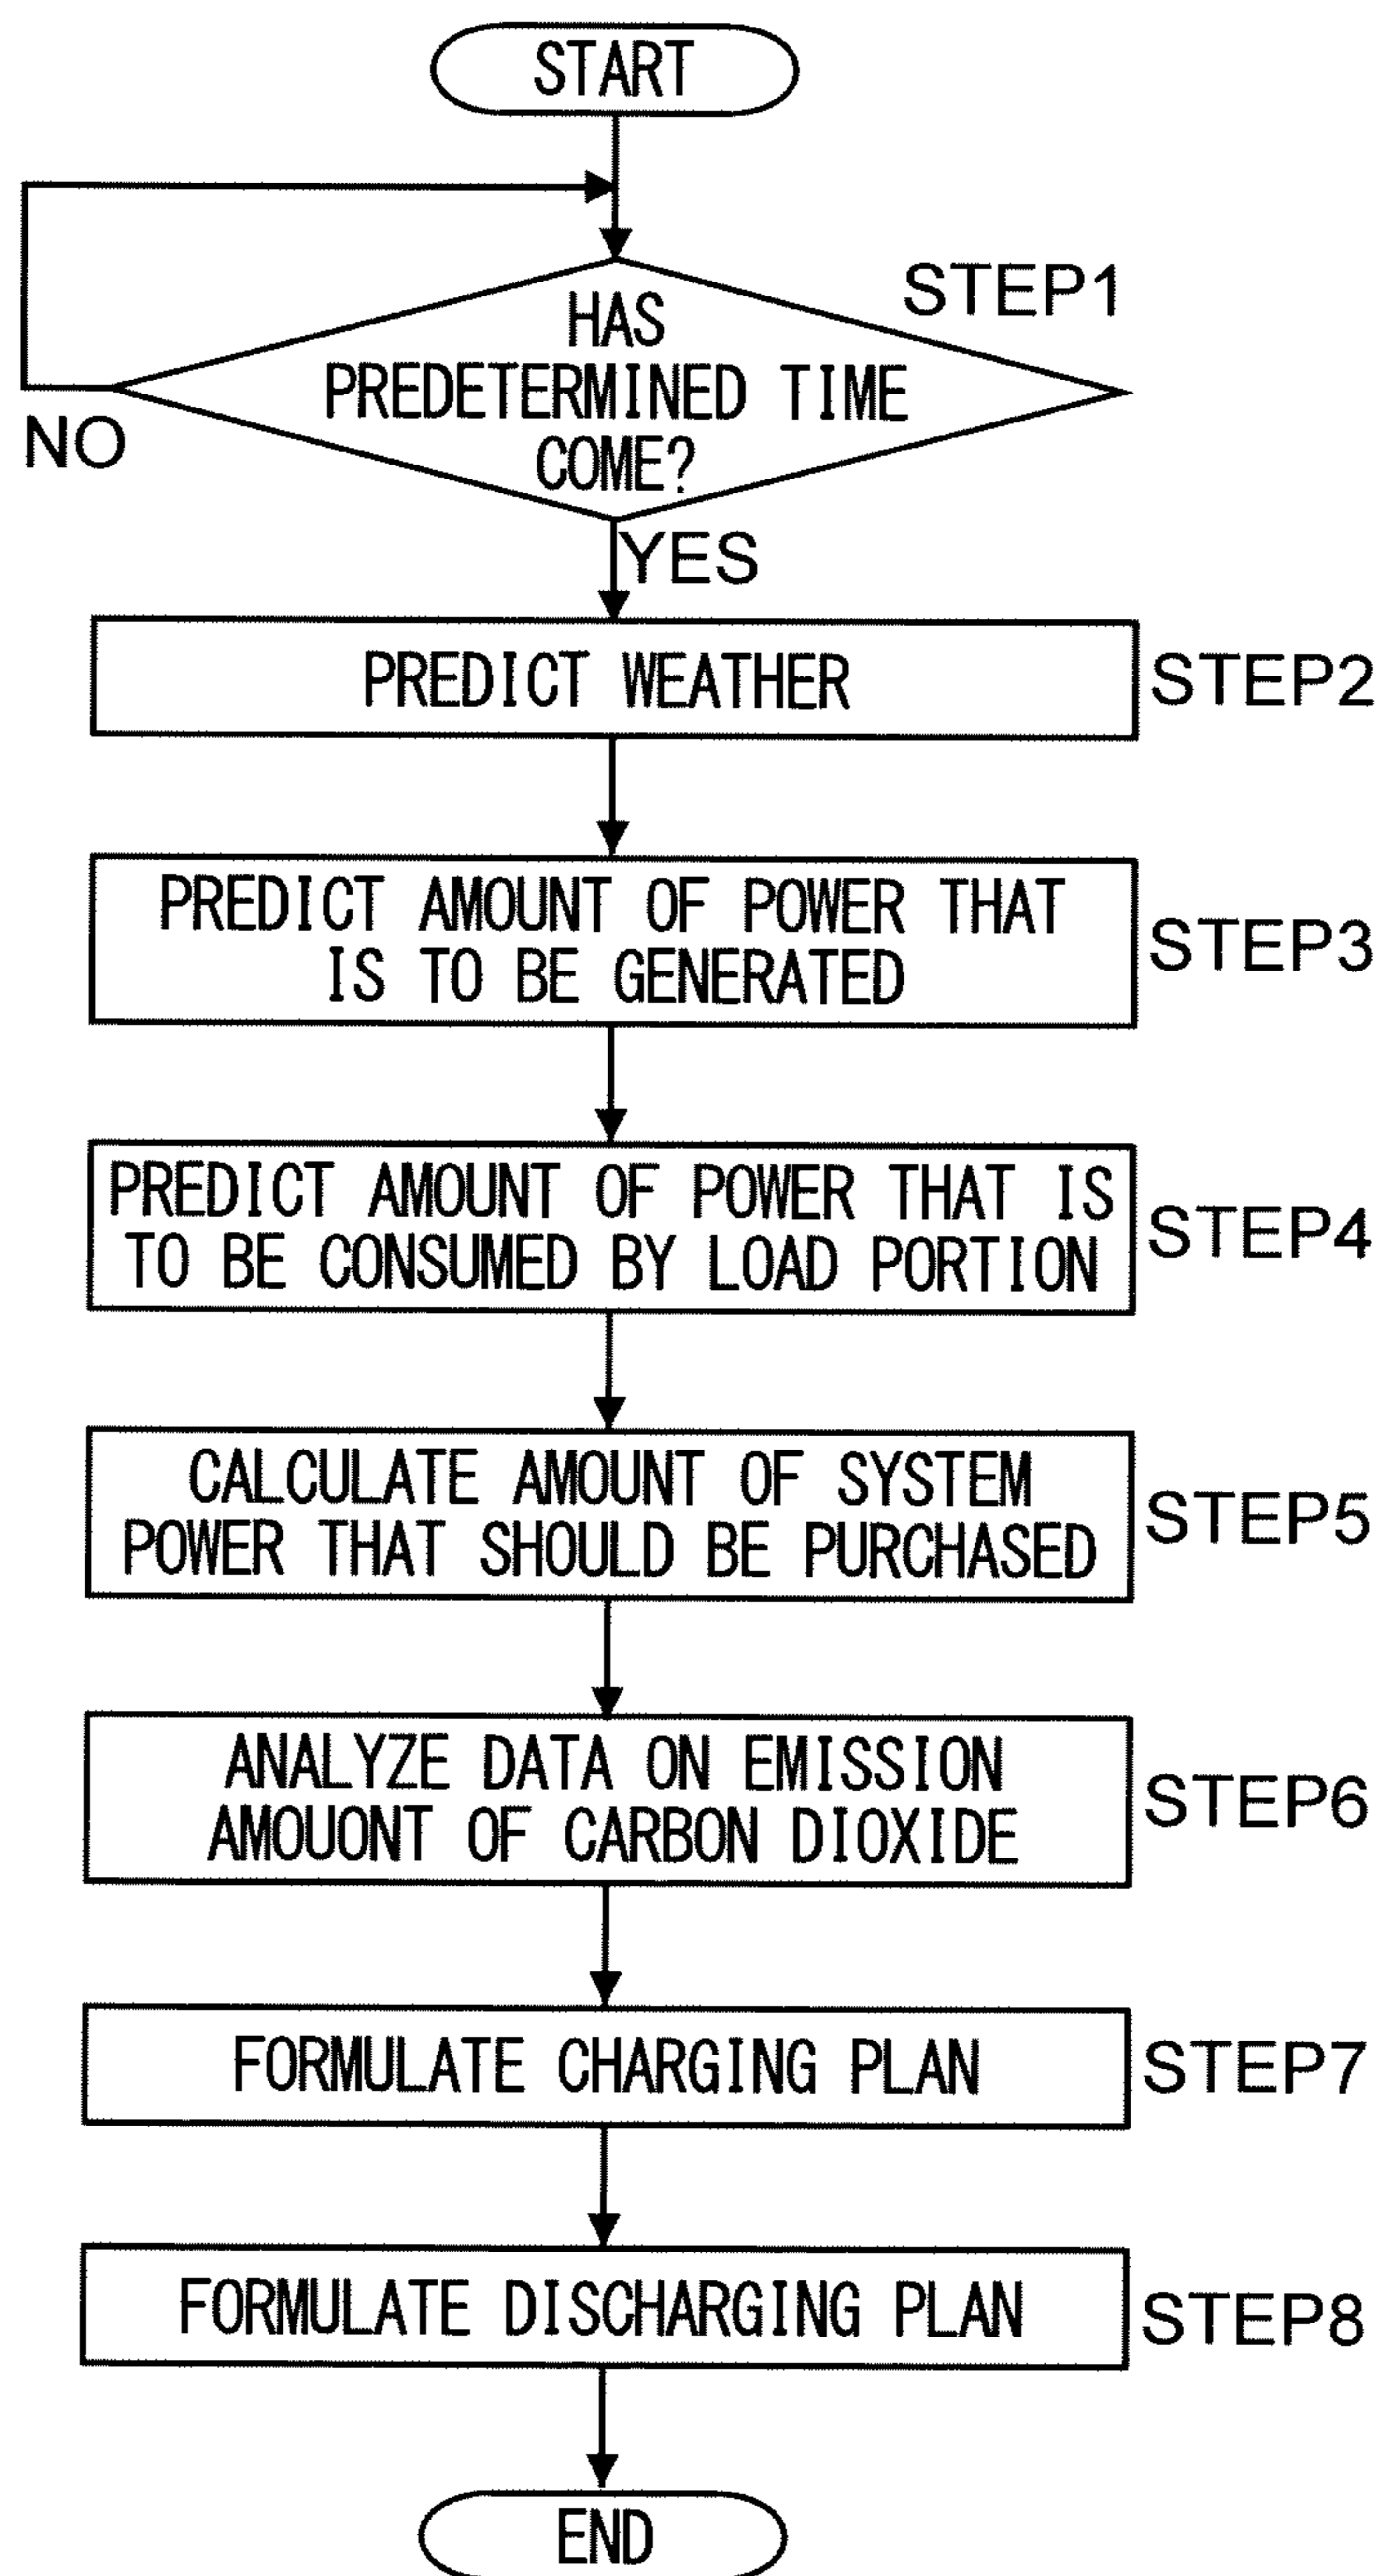 START
STEP1
HAS
PREDETERMINED TIME
COME?
NO
YES
PREDICT WEATHER
STEP2
PREDICT AMOUNT OF POWER THAT
IS TO BE GENERATED
STEP3
PREDICT AMOUNT OF POWER THAT IS
TO BE CONSUMED BY LOAD PORTION
STEP4
CALCULATE AMOUNT OF SYSTEM
POWER THAT SHOULD BE PURCHASED
STEP5
ANALYZE DATA ON EMISSION
AMOUONT OF CARBON DIOXIDE
STEP6
FORMULATE CHARGING PLAN
STEP7
FORMULATE DISCHARGING PLAN
STEP8
END